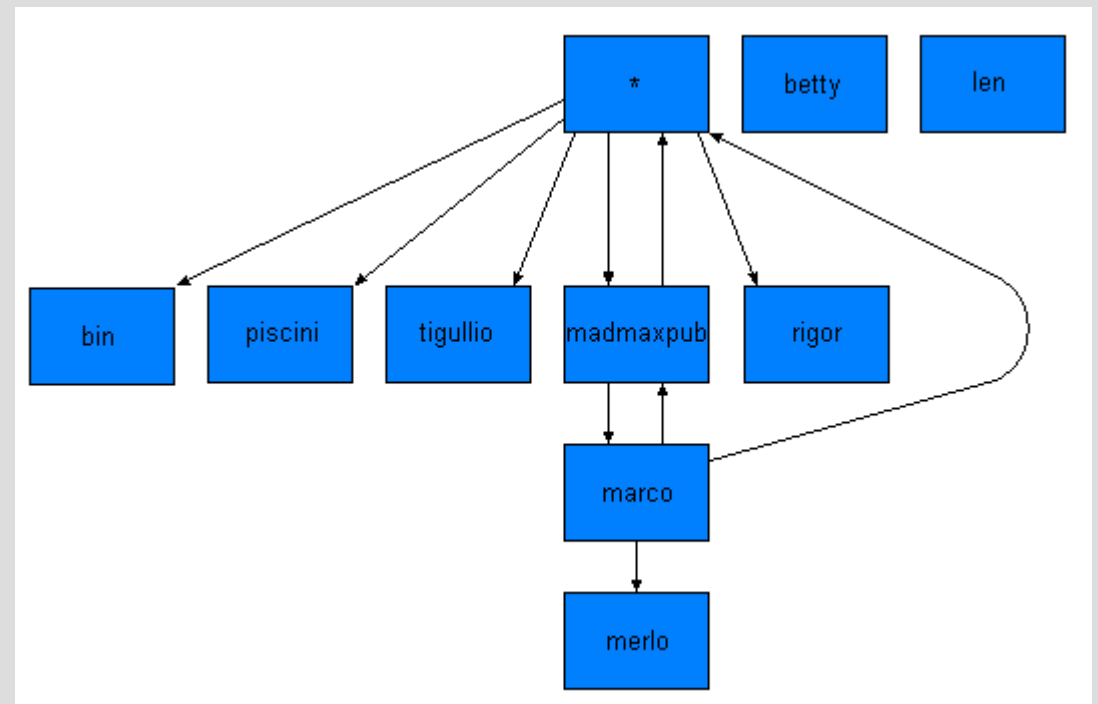 *
betty
len
bin
piscini
tigullio
madmaxpub
rigor
marco
merlo